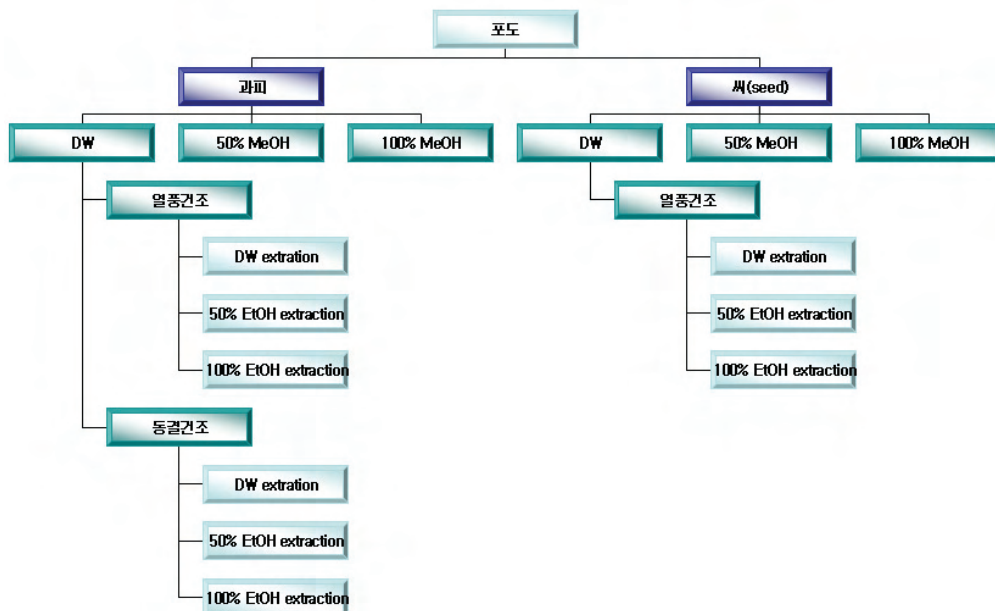 포도
과피
씨(seed)
DW
50% MeOH
100% MeOH
DW
50% MeOH
100% MeOH
열풍건조
열풍건조
DW extration
DW extration
50% EtOH extraction
50% EtOH extraction
100% EtOH extraction
100% EtOH extraction
동결건조
DW extration
50% EtOH extraction
100% EtOH extraction